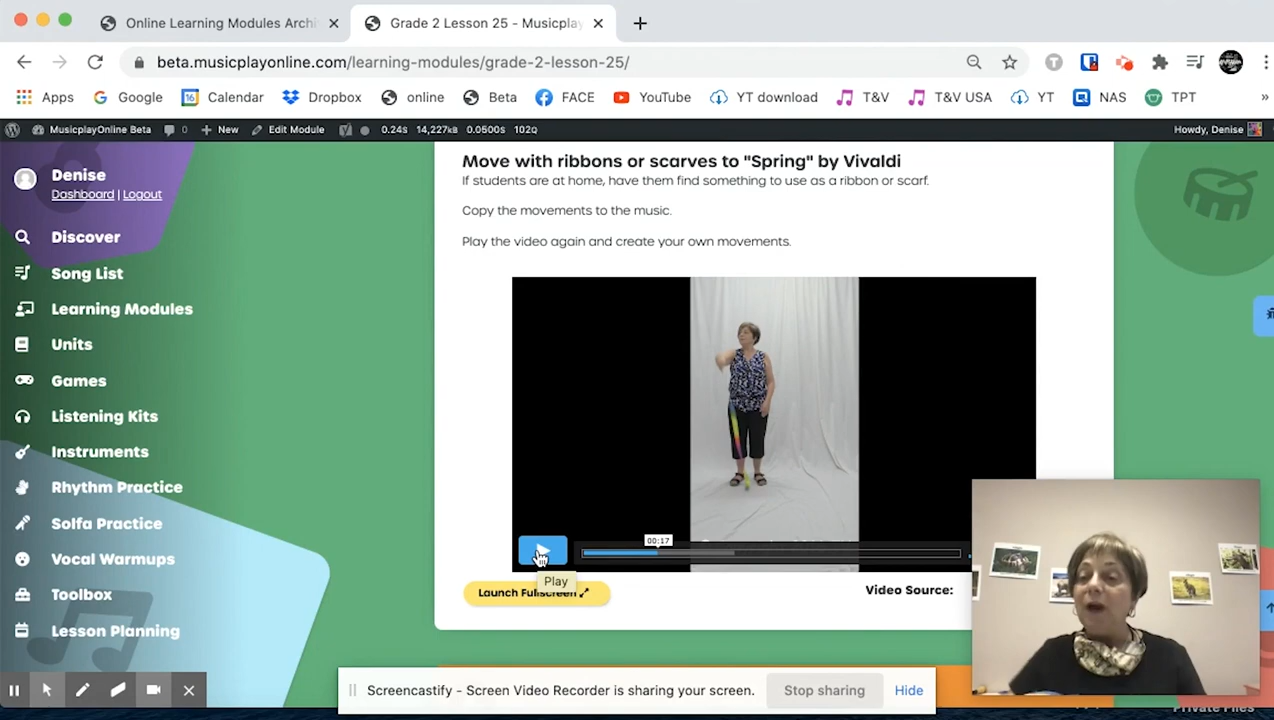 Online Learning Modules Archi
Grade 2 Lesson 25 - Musicplay
beta.musicplayonline.com/learning-modules/grade-2-lesson-25/
Apps
Google
Calendar
Dropbox
online
Beta
FACE
YouTube
YT download
T&V
T&V USA
YT
NAS
TPT
MusicplayOnline Beta
0
New
Edit Module
0.24s 14,227kB 0.0500s 102Q
Howdy, Denise
Denise
Dashboard | Logout
Discover
Song List
Learning Modules
Units
Games
Listening Kits
Instruments
Rhythm Practice
Solfa Practice
Vocal Warmups
Toolbox
Lesson Planning
Move with ribbons or scarves to "Spring" by Vivaldi
If students are at home, have them find something to use as a ribbon or scarf.
Copy the movements to the music.
Play the video again and create your own movements.
00:17
Play
Launch Fullscreen
Video Source:
Screencastify - Screen Video Recorder is sharing your screen.
Stop sharing
Hide
Private Files